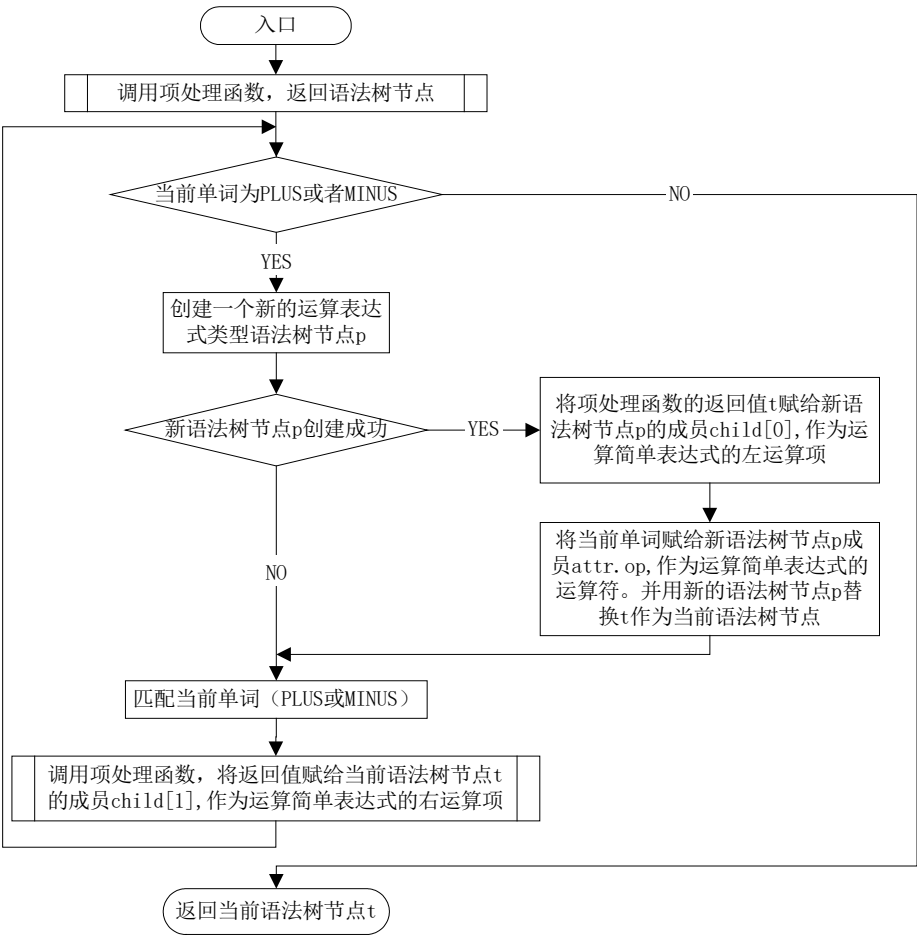 入口
调用项处理函数，返回语法树节点
当前单词为PLUS或者MINUS
NO
YES
创建一个新的运算表达
式类型语法树节点p
新语法树节点p创建成功
YES
将项处理函数的返回值t赋给新语
法树节点p的成员child[0],作为运
算简单表达式的左运算项
NO
将当前单词赋给新语法树节点p成
员attr.op,作为运算简单表达式的
运算符。并用新的语法树节点p替
换t作为当前语法树节点
匹配当前单词（PLUS或MINUS）
调用项处理函数，将返回值赋给当前语法树节点t
的成员child[1],作为运算简单表达式的右运算项
返回当前语法树节点t